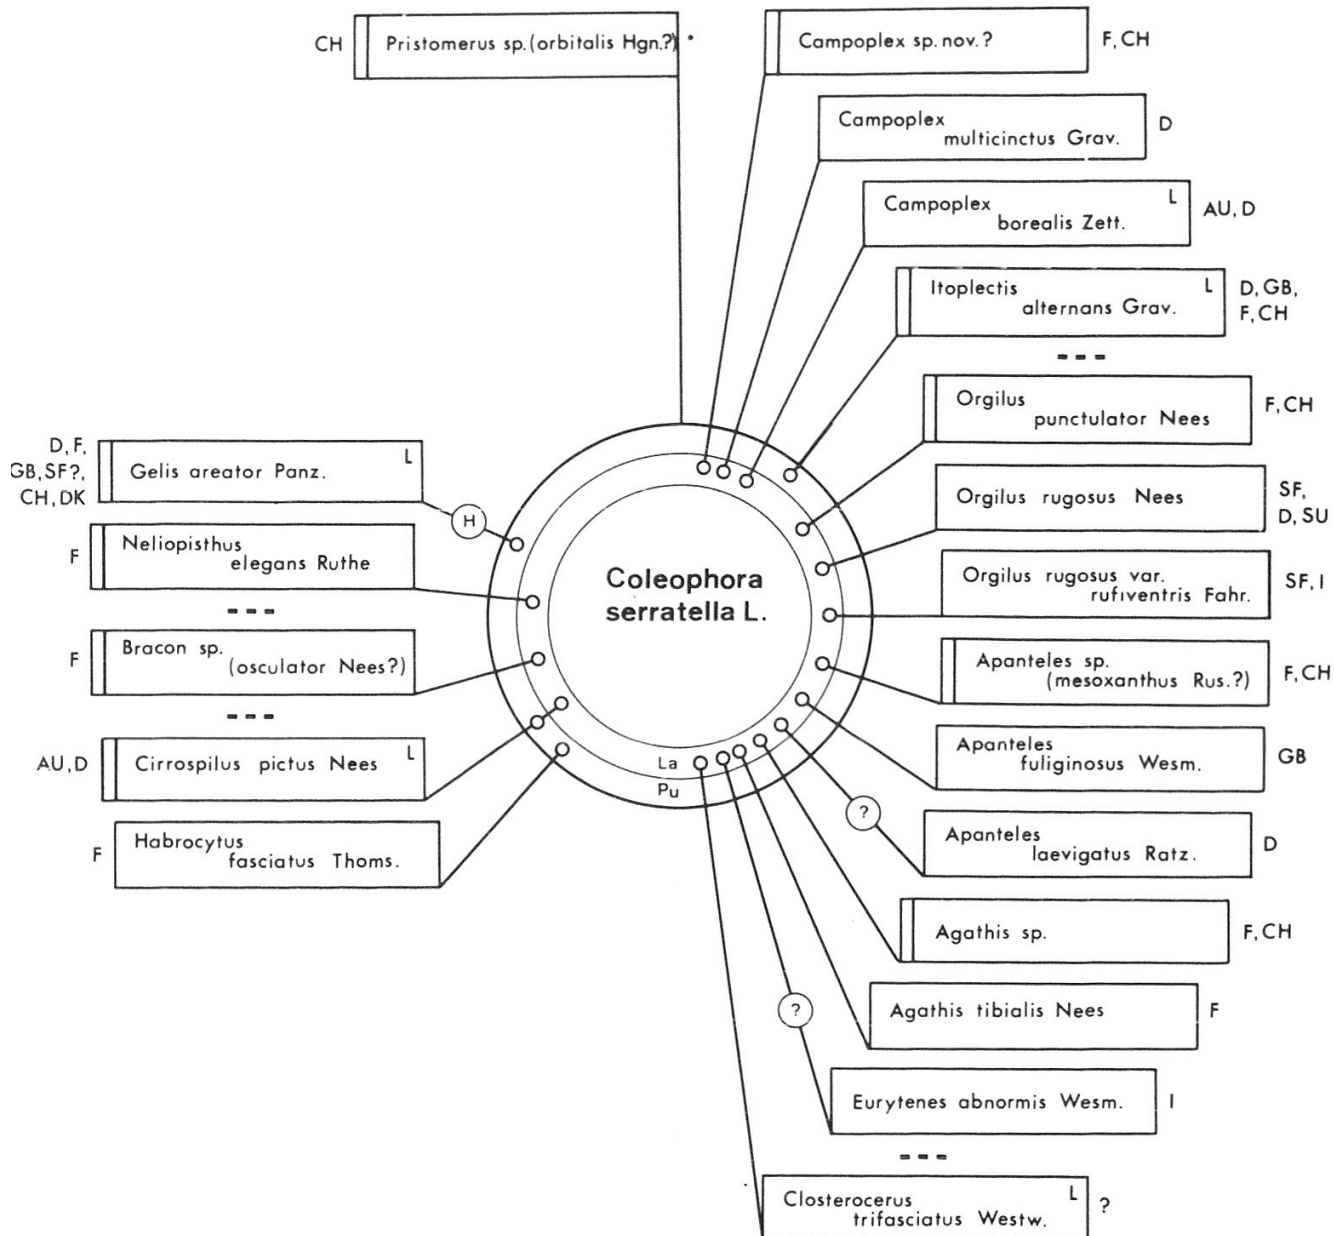 CH
Pristomerus sp. (orbitalis Hgn.?) *
Campoplex sp. nov. ?
F, CH
Campoplex
multicinctus Grav.
D
Campoplex
borealis Zett.
L
AU, D
Itoplectis
alternans Grav.
L
D, GB,
F, CH
---
Orgilus
punctulator Nees
F, CH
Orgilus rugosus Nees
SF,
D, SU
Orgilus rugosus var.
rufiventris Fahr.
SF, I
Apanteles sp.
(mesoxanthus Rus.?)
F, CH
Apanteles
fuliginosus Wesm.
GB
?
Apanteles
laevigatus Ratz.
D
Agathis sp.
F, CH
Agathis tibialis Nees
F
?
Eurytenes abnormis Wesm.
I
---
Closterocerus
trifasciatus Westw.
L
?
D, F,
GB, SF?,
CH, DK
Gelis areator Panz.
L
H
F
Neliopisthus
elegans Ruthe
---
F
Bracon sp.
(osculator Nees?)
---
AU, D
Cirrospilus pictus Nees
L
F
Habrocytus
fasciatus Thoms.
Coleophora
serratella L.
La
Pu